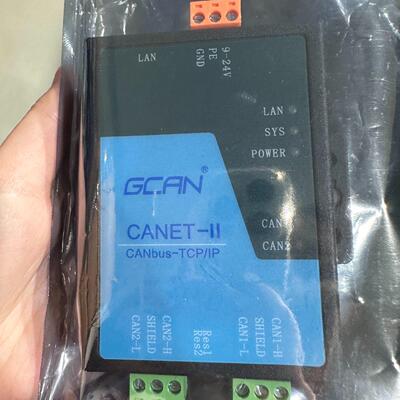 LAN
GND
PE
9-24V
LAN
SYS
POWER
GCAN®
CANET-II
CANbus-TCP/IP
CAN1
CAN2
CAN2-L
SHIELD
CAN2-H
Res2
Res1
CAN1-L
SHIELD
CAN1-H